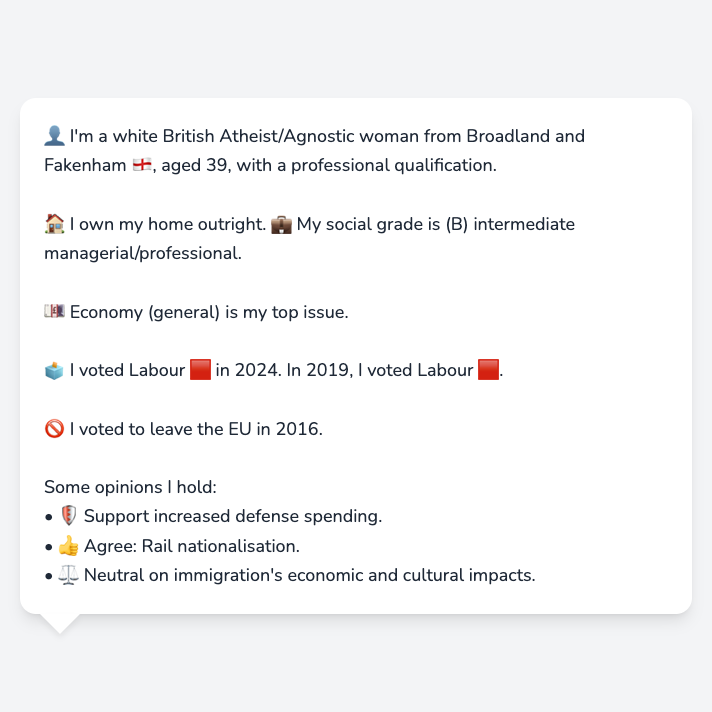 👤 I'm a white British Atheist/Agnostic woman from Broadland and
Fakenham 🏴󠁧󠁢󠁥󠁮󠁧󠁿, aged 39, with a professional qualification.
🏠 I own my home outright. 💼 My social grade is (B) intermediate
managerial/professional.
💷 Economy (general) is my top issue.
🗳️ I voted Labour 🟥 in 2024. In 2019, I voted Labour 🟥.
🚫 I voted to leave the EU in 2016.
Some opinions I hold:
• 🛡️ Support increased defense spending.
• 👍 Agree: Rail nationalisation.
• ⚖️ Neutral on immigration's economic and cultural impacts.